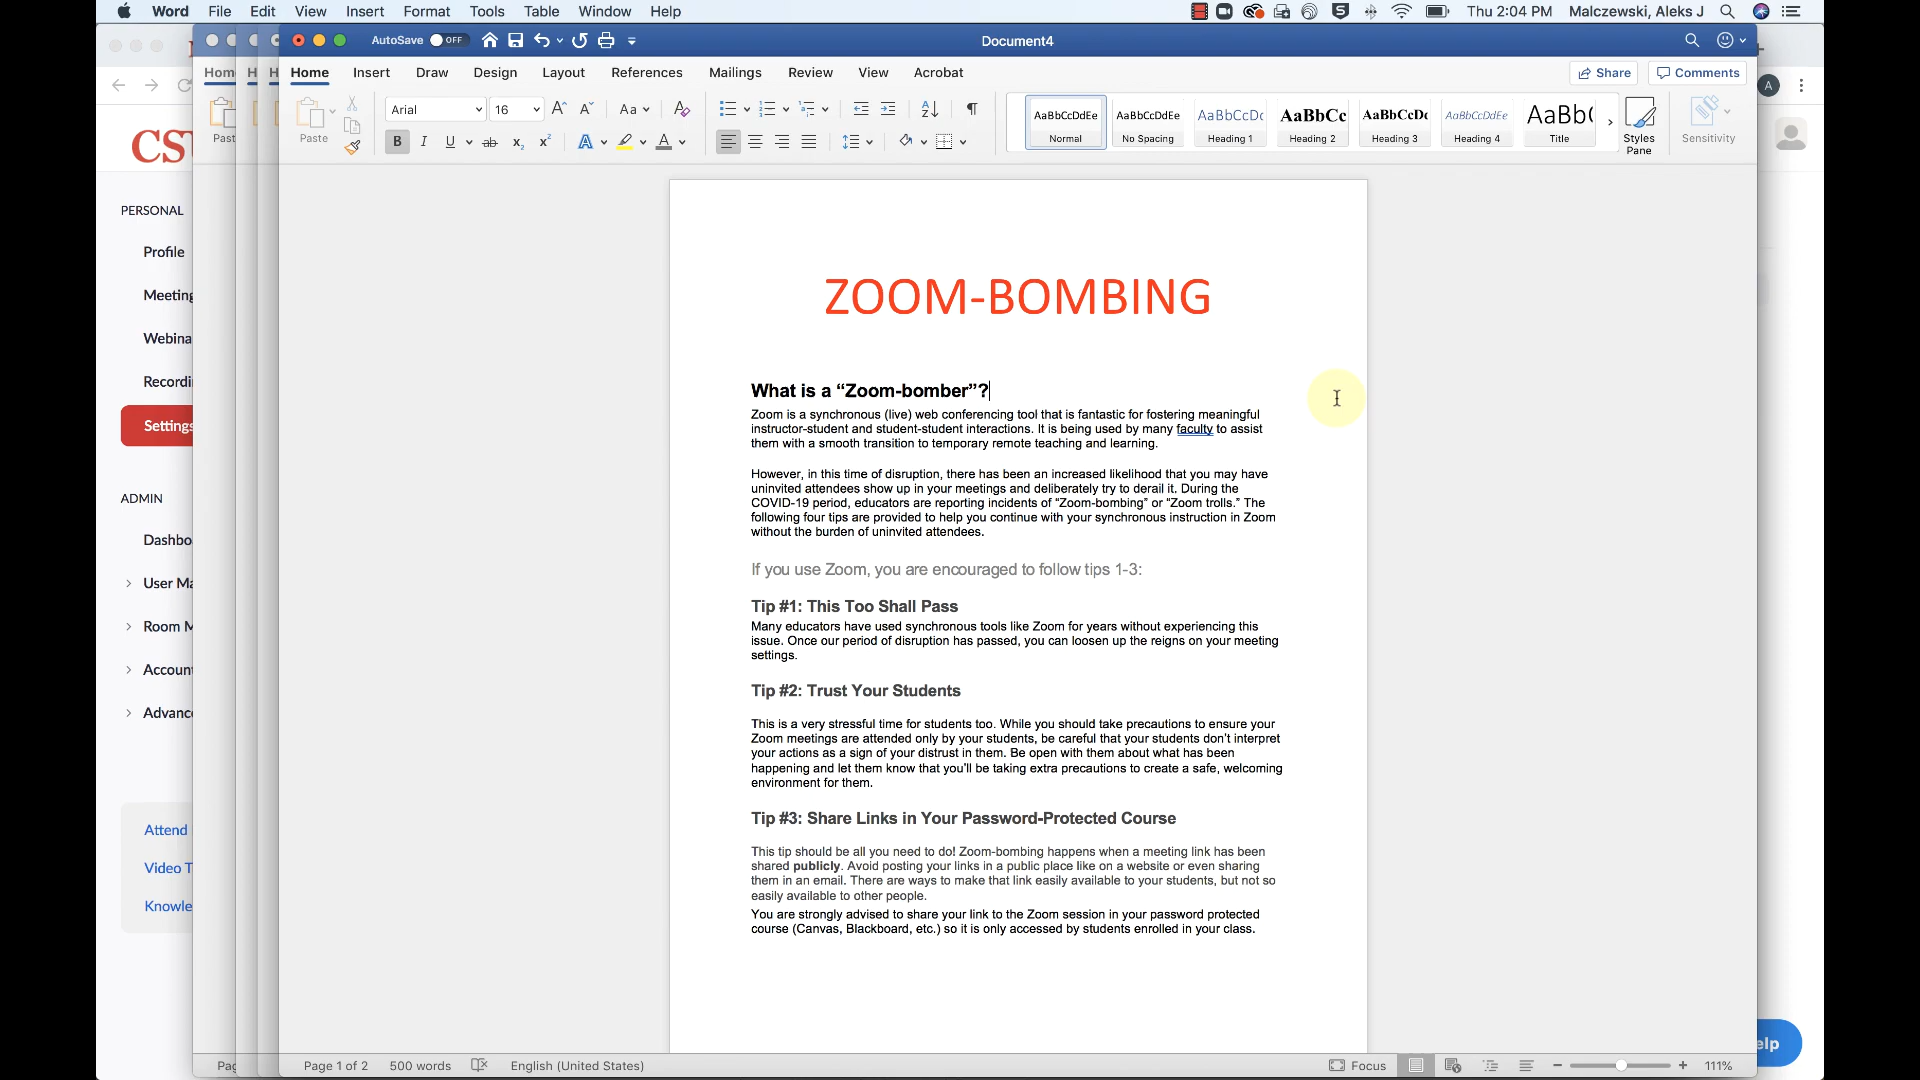 Word File Edit View Insert Format Tools Table Window Help Thu 2:04 PM Malczewski, Aleks J
AutoSave OFF Document4
Home Insert Draw Design Layout References Mailings Review View Acrobat Share Comments
Paste Arial 16 Aa
AaBbCcDdEe AaBbCcDdEe AaBbCcDc AaBbCc AaBbCcDc AaBbCcDdEe AaBb(
Normal No Spacing Heading 1 Heading 2 Heading 3 Heading 4 Title Styles Pane Sensitivity
CS
PERSONAL
Profile
Meeting
Webina
Recordi
Settings
ADMIN
Dashbo
User Ma
Room M
Accoun
Advanc
Attend
Video T
Knowle
ZOOM-BOMBING
What is a “Zoom-bomber”?
Zoom is a synchronous (live) web conferencing tool that is fantastic for fostering meaningful
instructor-student and student-student interactions. It is being used by many faculty to assist
them with a smooth transition to temporary remote teaching and learning.
However, in this time of disruption, there has been an increased likelihood that you may have
uninvited attendees show up in your meetings and deliberately try to derail it. During the
COVID-19 period, educators are reporting incidents of “Zoom-bombing” or “Zoom trolls.” The
following four tips are provided to help you continue with your synchronous instruction in Zoom
without the burden of uninvited attendees.
If you use Zoom, you are encouraged to follow tips 1-3:
Tip #1: This Too Shall Pass
Many educators have used synchronous tools like Zoom for years without experiencing this
issue. Once our period of disruption has passed, you can loosen up the reigns on your meeting
settings.
Tip #2: Trust Your Students
This is a very stressful time for students too. While you should take precautions to ensure your
Zoom meetings are attended only by your students, be careful that your students don’t interpret
your actions as a sign of your distrust in them. Be open with them about what has been
happening and let them know that you’ll be taking extra precautions to create a safe, welcoming
environment for them.
Tip #3: Share Links in Your Password-Protected Course
This tip should be all you need to do! Zoom-bombing happens when a meeting link has been
shared publicly. Avoid posting your links in a public place like on a website or even sharing
them in an email. There are ways to make that link easily available to your students, but not so
easily available to other people.
You are strongly advised to share your link to the Zoom session in your password protected
course (Canvas, Blackboard, etc.) so it is only accessed by students enrolled in your class.
elp
Page 1 of 2 500 words English (United States) Focus 111%